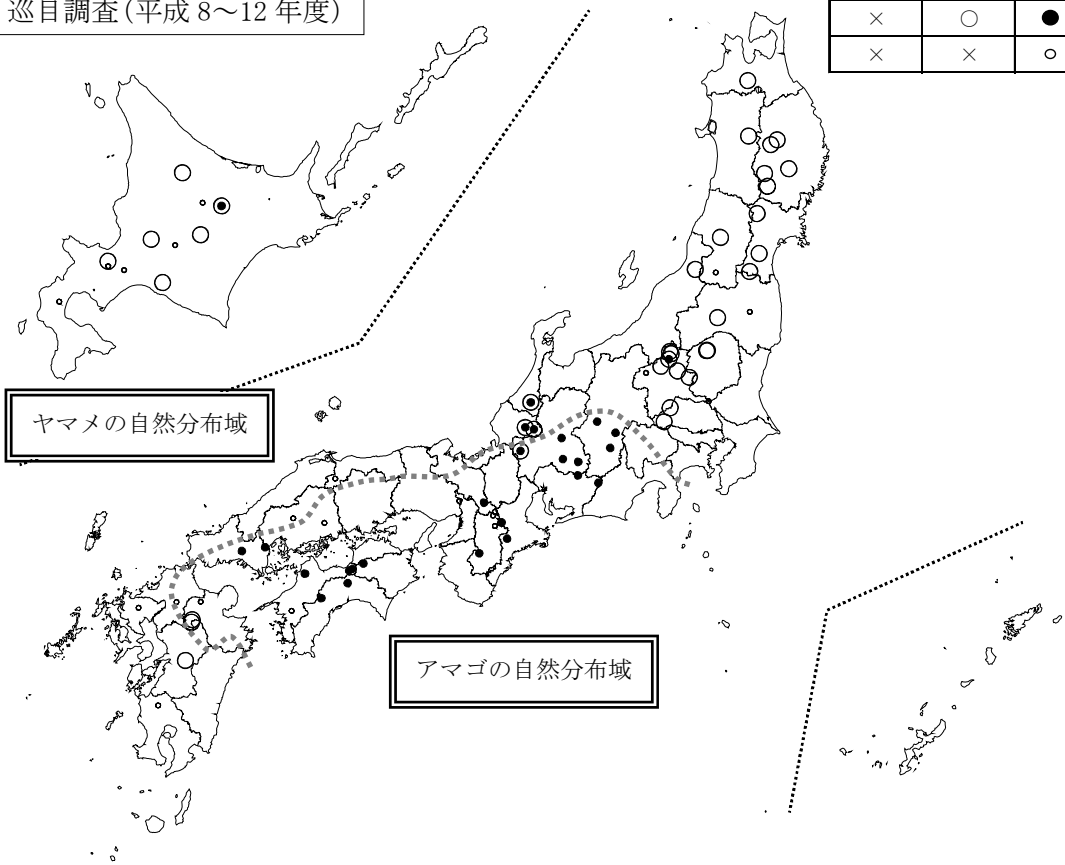 巡目調査(平成 8~12 年度)
× ○ ●
× × ○
ヤマメの自然分布域
アマゴの自然分布域